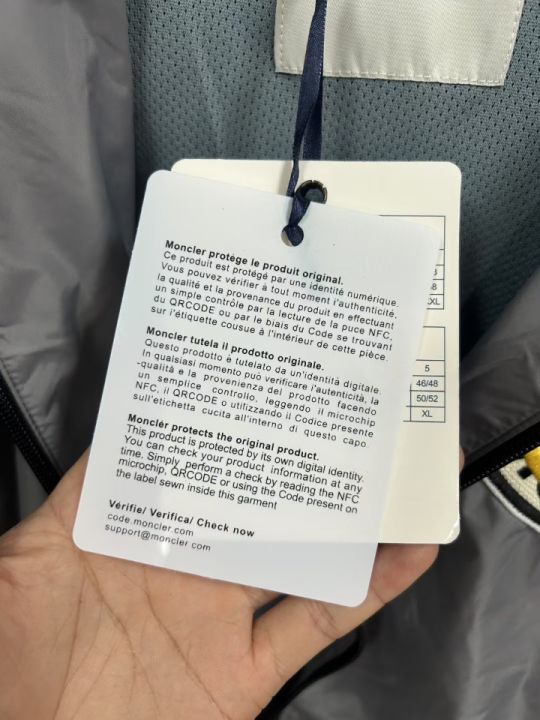 Moncler protège le produit original.
Ce produit est protégé par une identité numérique.
Vous pouvez vérifier à tout moment l'authenticité,
la qualité et la provenance du produit en effectuant
un simple contrôle par la lecture de la puce NFC,
du QRCODE ou par le biais du Code se trouvant
sur l'étiquette cousue à l'intérieur de cette pièce.
Moncler tutela il prodotto originale.
Questo prodotto è tutelato da un'identità digitale.
In qualsiasi momento può verificare l'autenticità, la
-qualità e la provenienza del prodotto facendo
un semplice controllo, leggendo il microchip
NFC, il QRCODE o utilizzando il Codice presente
sull'etichetta cucita all'interno di questo capo
Moncler protects the original product.
This product is protected by its own digital identity.
You can check your product information at any
time. Simply perform a check by reading the NFC
microchip, QRCODE or using the Code present on
the label sewn inside this garment
Vérifie/ Verifica/ Check now
code.moncler.com
support@moncler.com
5
46/48
50/52
XL